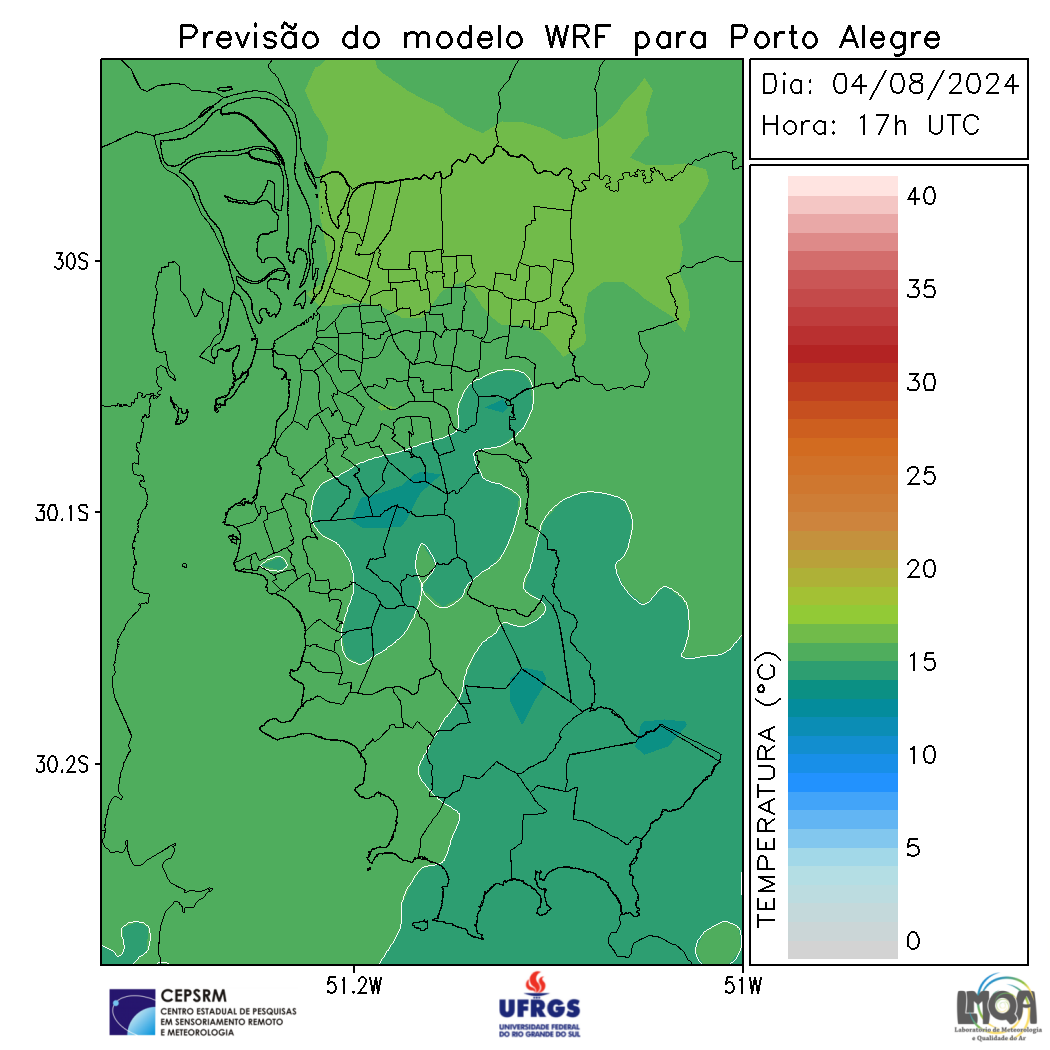 Previsão do modelo WRF para Porto Alegre
Dia: 04/08/2024
Hora: 17h UTC
40
35
30
25
20
15
10
5
0
TEMPERATURA (°C)
30S
30.1S
30.2S
51.2W
51W
CEPSRM
CENTRO ESTADUAL DE PESQUISAS
EM SENSORIAMENTO REMOTO
E METEOROLOGIA
UFRGS
UNIVERSIDADE FEDERAL
DO RIO GRANDE DO SUL
LMQA
Laboratório de Meteorologia
e Qualidade do Ar